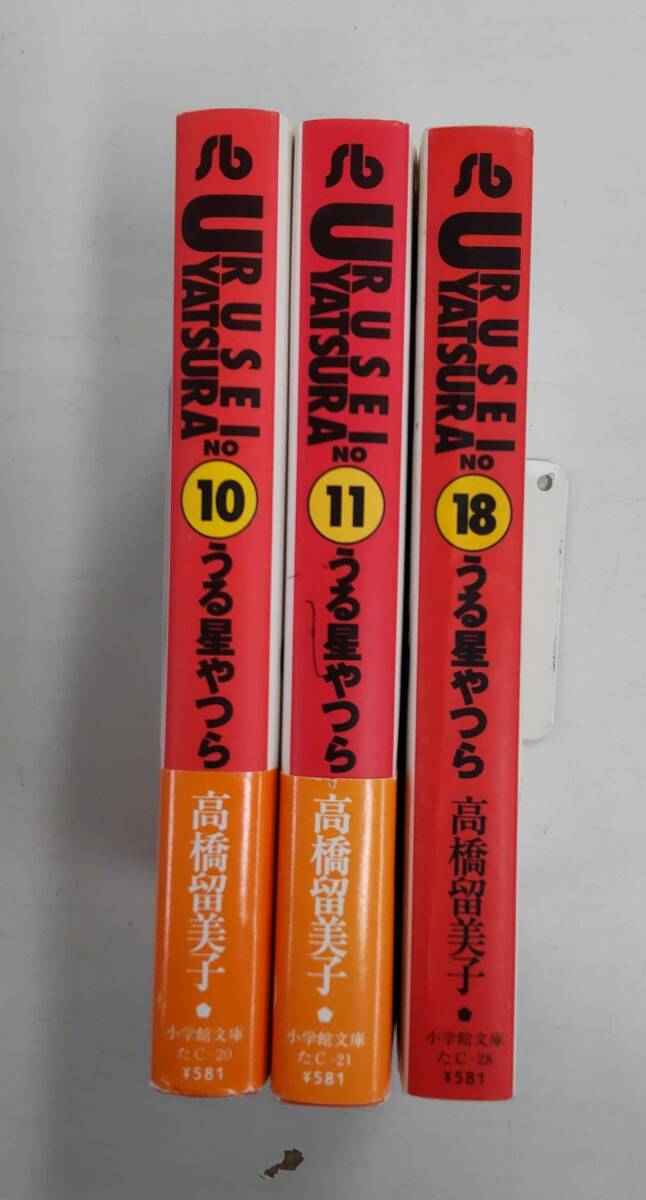 Sb
URUSEI
YATSURA
NO
10
うる星やつら
高橋留美子
小学館文庫
たC-20
¥581
Sb
URUSEI
YATSURA
NO
11
うる星やつら
高橋留美子
小学館文庫
たC-21
¥581
Sb
URUSEI
YATSURA
NO
18
うる星やつら
高橋留美子
小学館文庫
たC-28
¥581